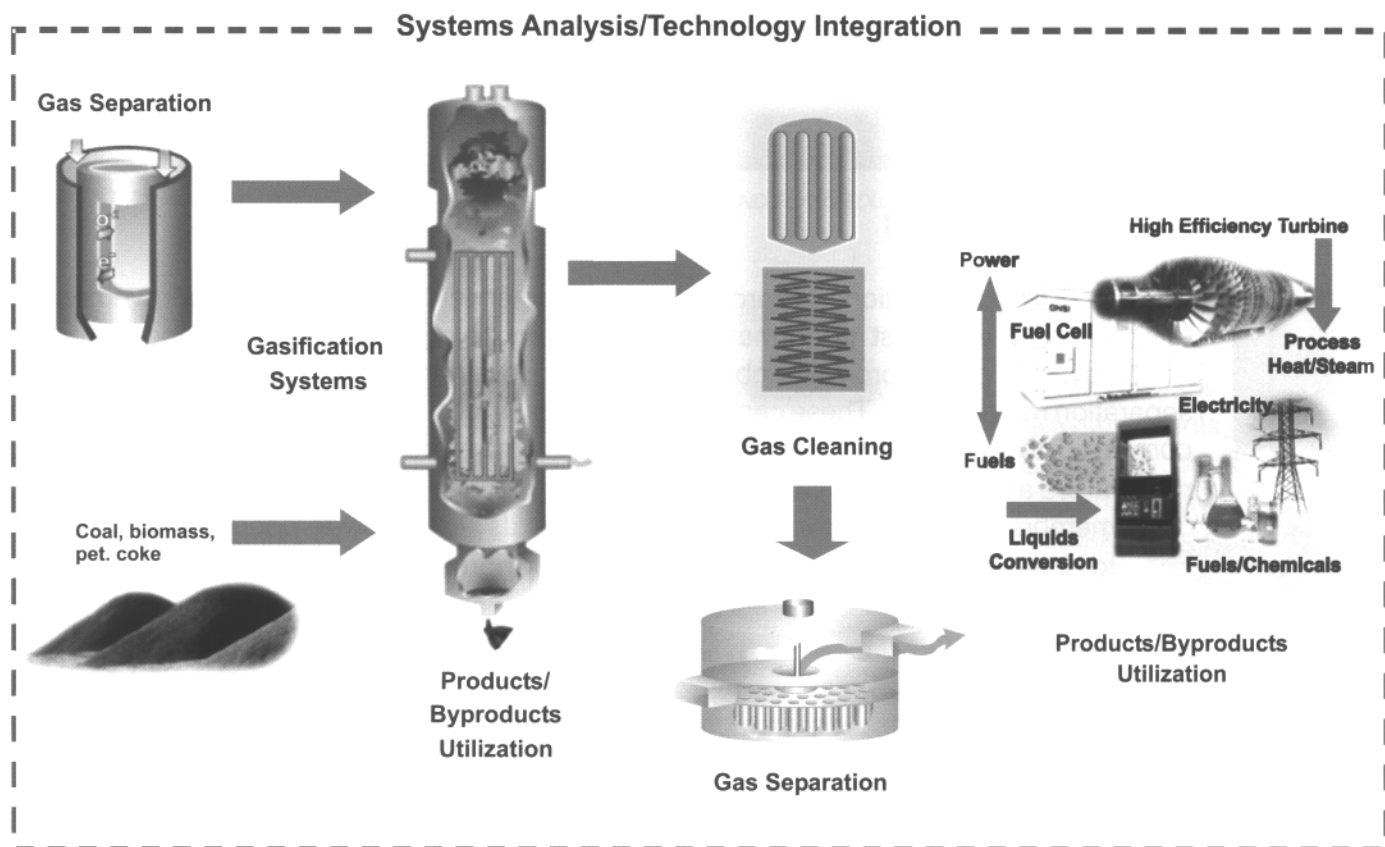 Systems Analysis/Technology Integration
Gas Separation
Gasification
Systems
Coal, biomass,
pet. coke
Products/
Byproducts
Utilization
Gas Cleaning
Gas Separation
High Efficiency Turbine
Power
Fuel Cell
Process
Heat/Steam
Electricity
Fuels
Liquids
Conversion
Fuels/Chemicals
Products/Byproducts
Utilization